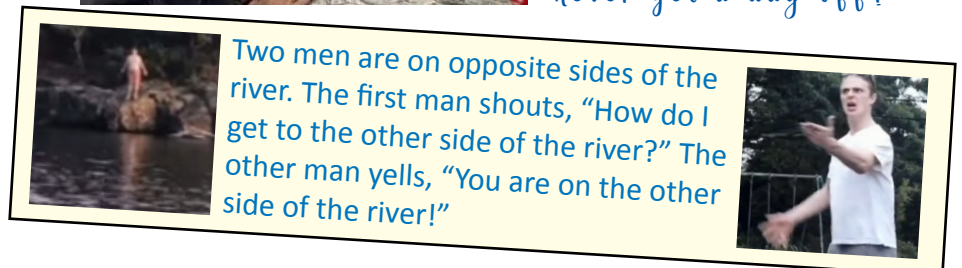 Two men are on opposite sides of the
river. The first man shouts, “How do I
get to the other side of the river?” The
other man yells, “You are on the other
side of the river!”